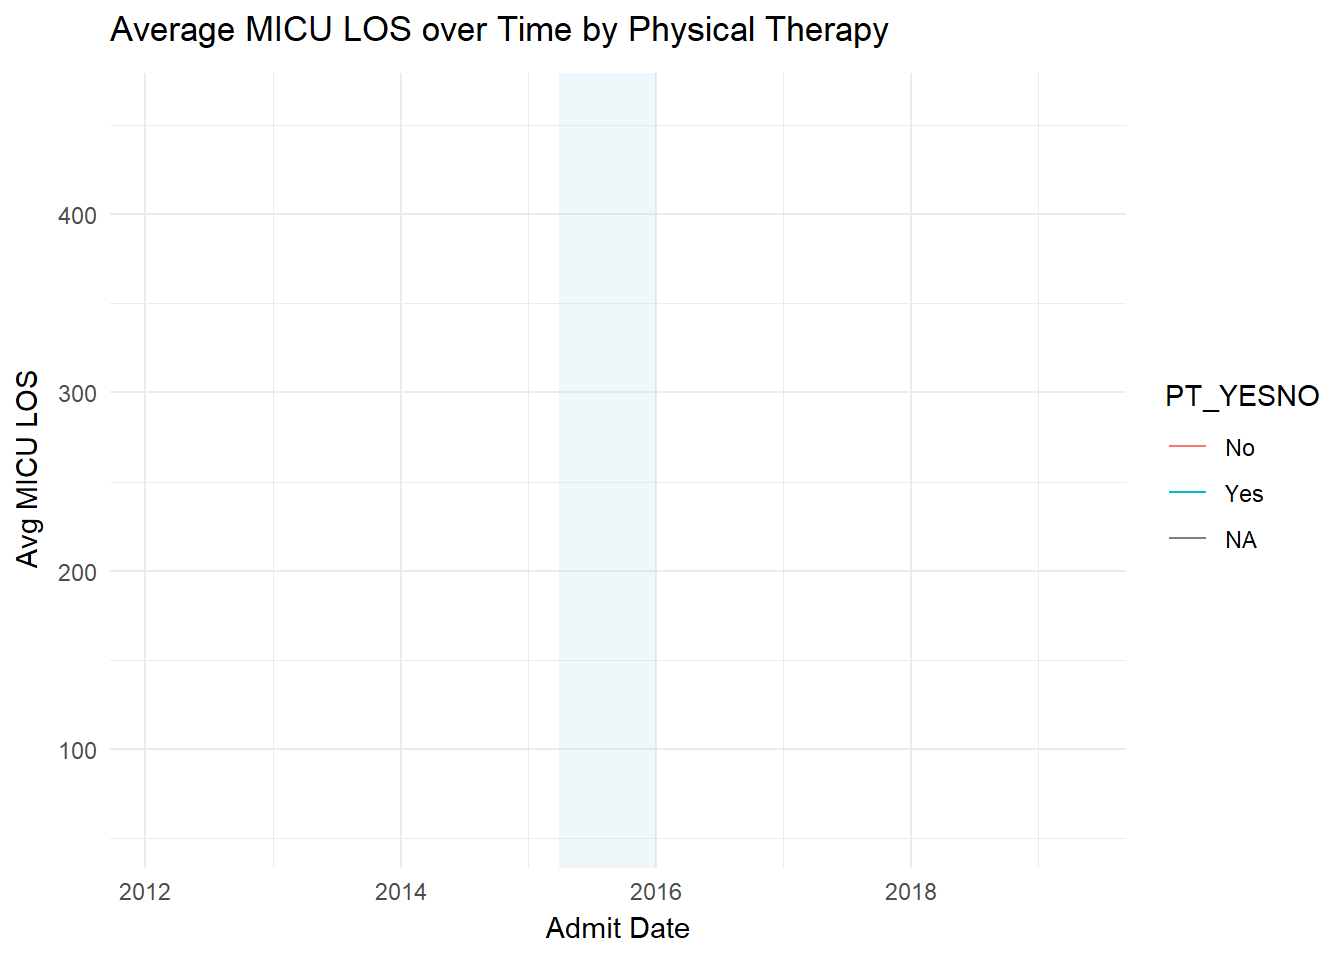 Average MICU LOS over Time by Physical Therapy
Avg MICU LOS
400
300
200
100
2012
2014
2016
2018
Admit Date
PT_YESNO
No
Yes
NA